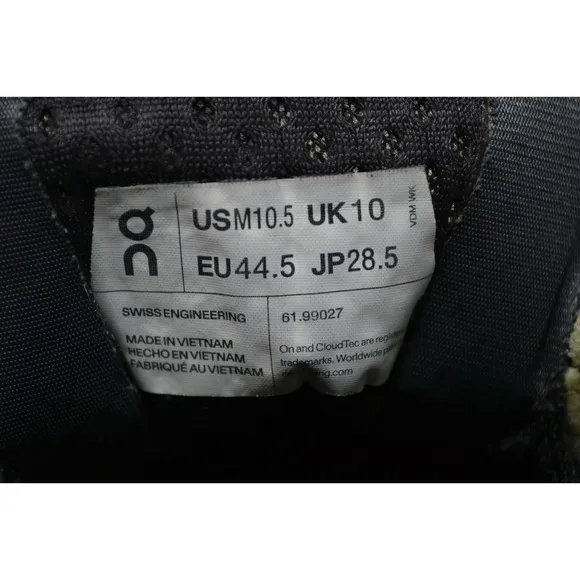 on
USM10.5 UK10
EU44.5 JP28.5
VDM WK
SWISS ENGINEERING
61.99027
MADE IN VIETNAM
HECHO EN VIETNAM
FABRIQUÉ AU VIETNAM
On and CloudTec are
trademarks. Worldwide